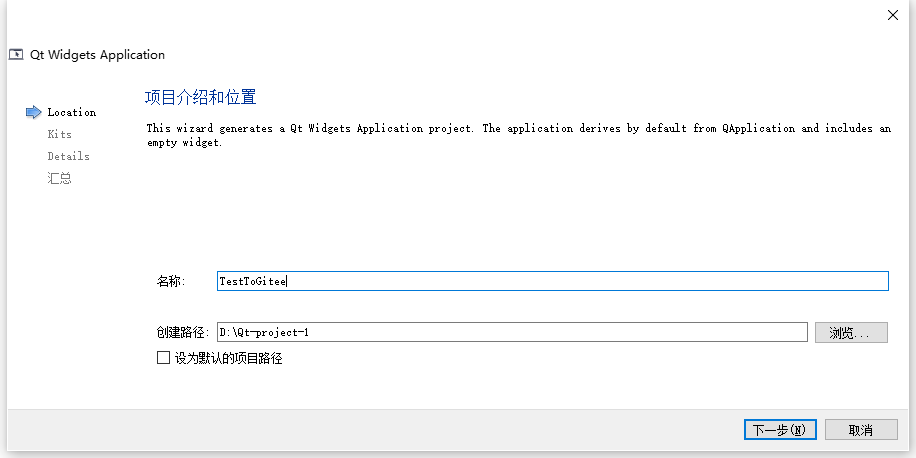 Qt Widgets Application
Location
Kits
Details
汇总
项目介绍和位置
This wizard generates a Qt Widgets Application project. The application derives by default from QApplication and includes an
empty widget.
名称:
TestToGitee
创建路径:
D:\Qt-project-1
浏览...
设为默认的项目路径
下一步(N)
取消